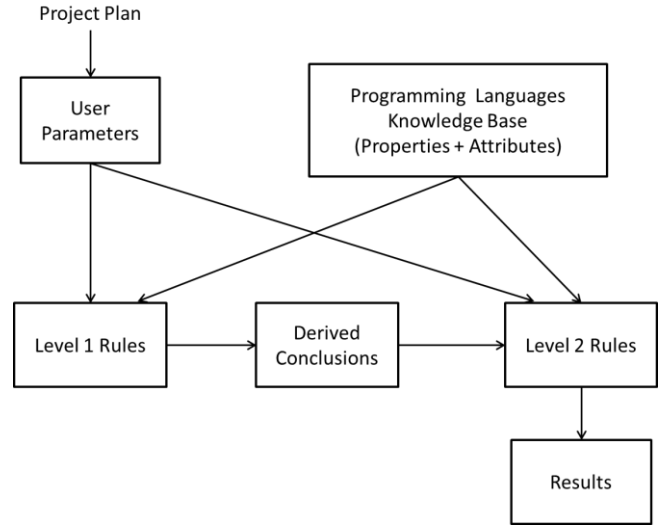 Project Plan
User
Parameters
Programming Languages
Knowledge Base
(Properties + Attributes)
Level 1 Rules
Derived
Conclusions
Level 2 Rules
Results